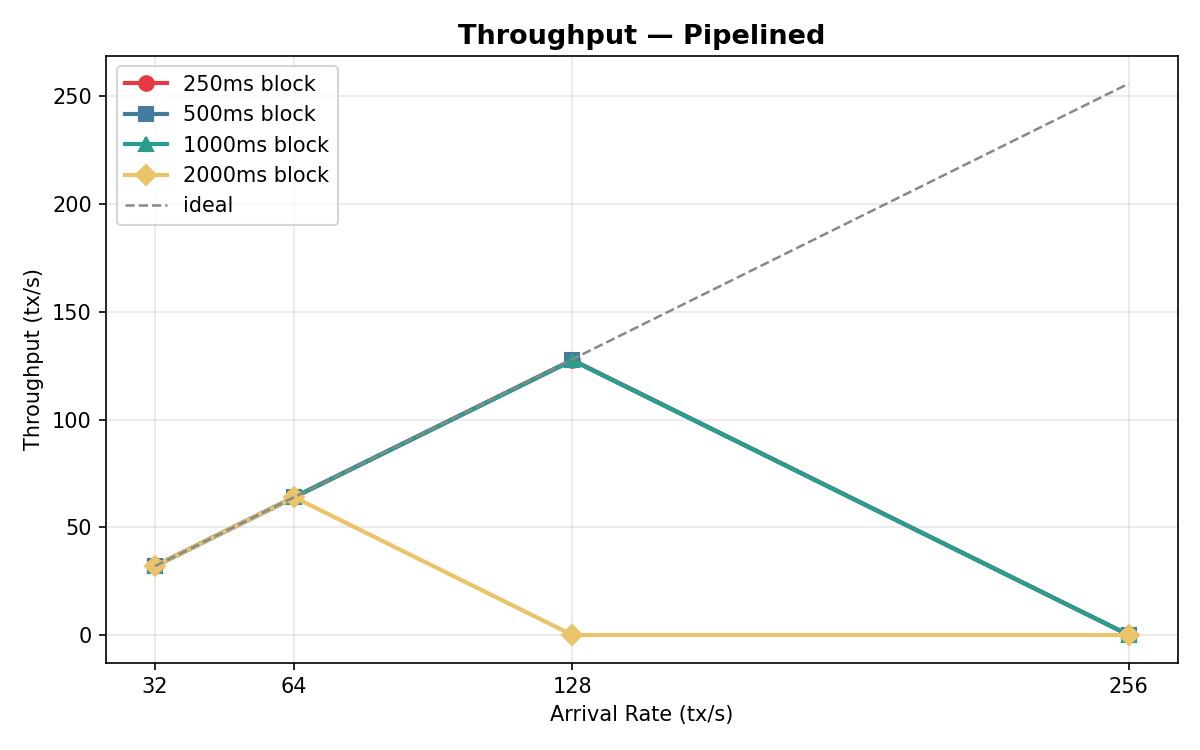 Throughput — Pipelined
250ms block
500ms block
1000ms block
2000ms block
ideal
Throughput (tx/s)
250
200
150
100
50
0
32 64 128 256
Arrival Rate (tx/s)